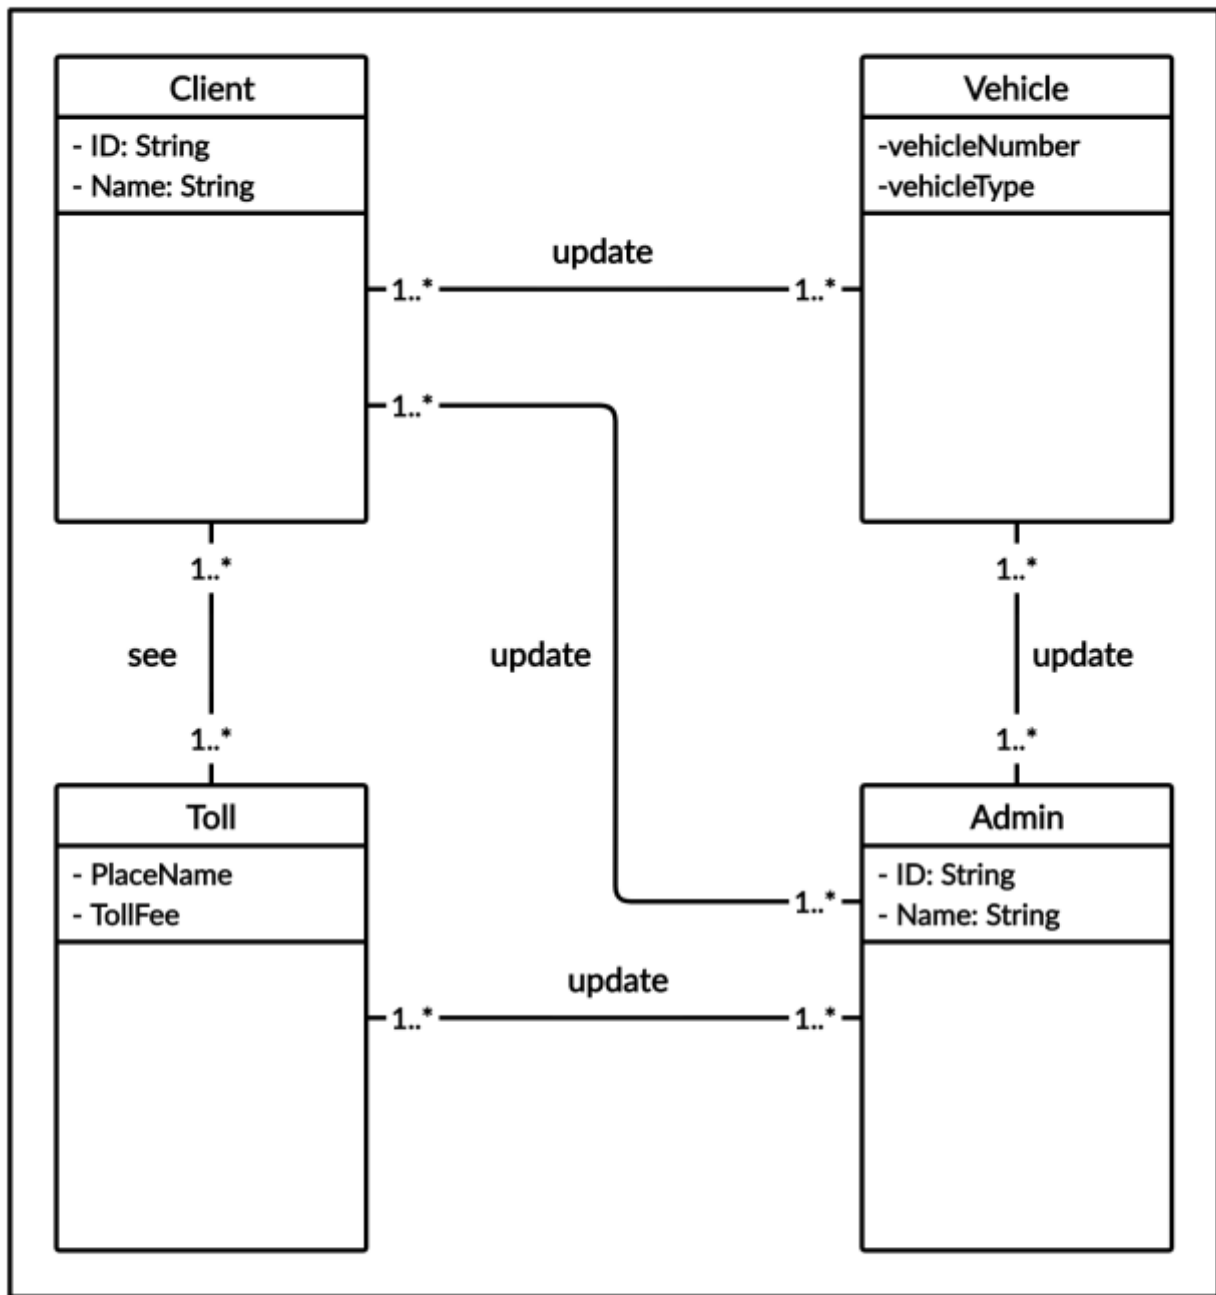 Client
- ID: String
- Name: String
Vehicle
-vehicleNumber
-vehicleType
update
1..*
1..*
1..*
1..*
1..*
see
update
update
1..*
1..*
Toll
- PlaceName
- TollFee
Admin
- ID: String
- Name: String
1..*
update
1..*
1..*